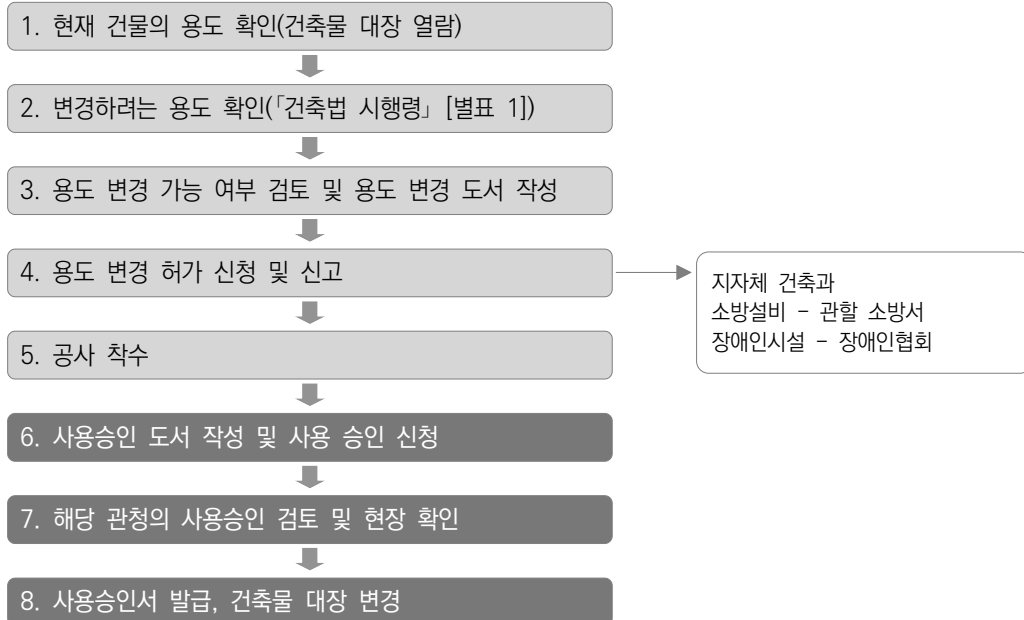 1. 현재 건물의 용도 확인(건축물 대장 열람)
2. 변경하려는 용도 확인(「건축법 시행령」 [별표 1])
3. 용도 변경 가능 여부 검토 및 용도 변경 도서 작성
4. 용도 변경 허가 신청 및 신고
지자체 건축과
소방설비 - 관할 소방서
장애인시설 - 장애인협회
5. 공사 착수
6. 사용승인 도서 작성 및 사용 승인 신청
7. 해당 관청의 사용승인 검토 및 현장 확인
8. 사용승인서 발급, 건축물 대장 변경